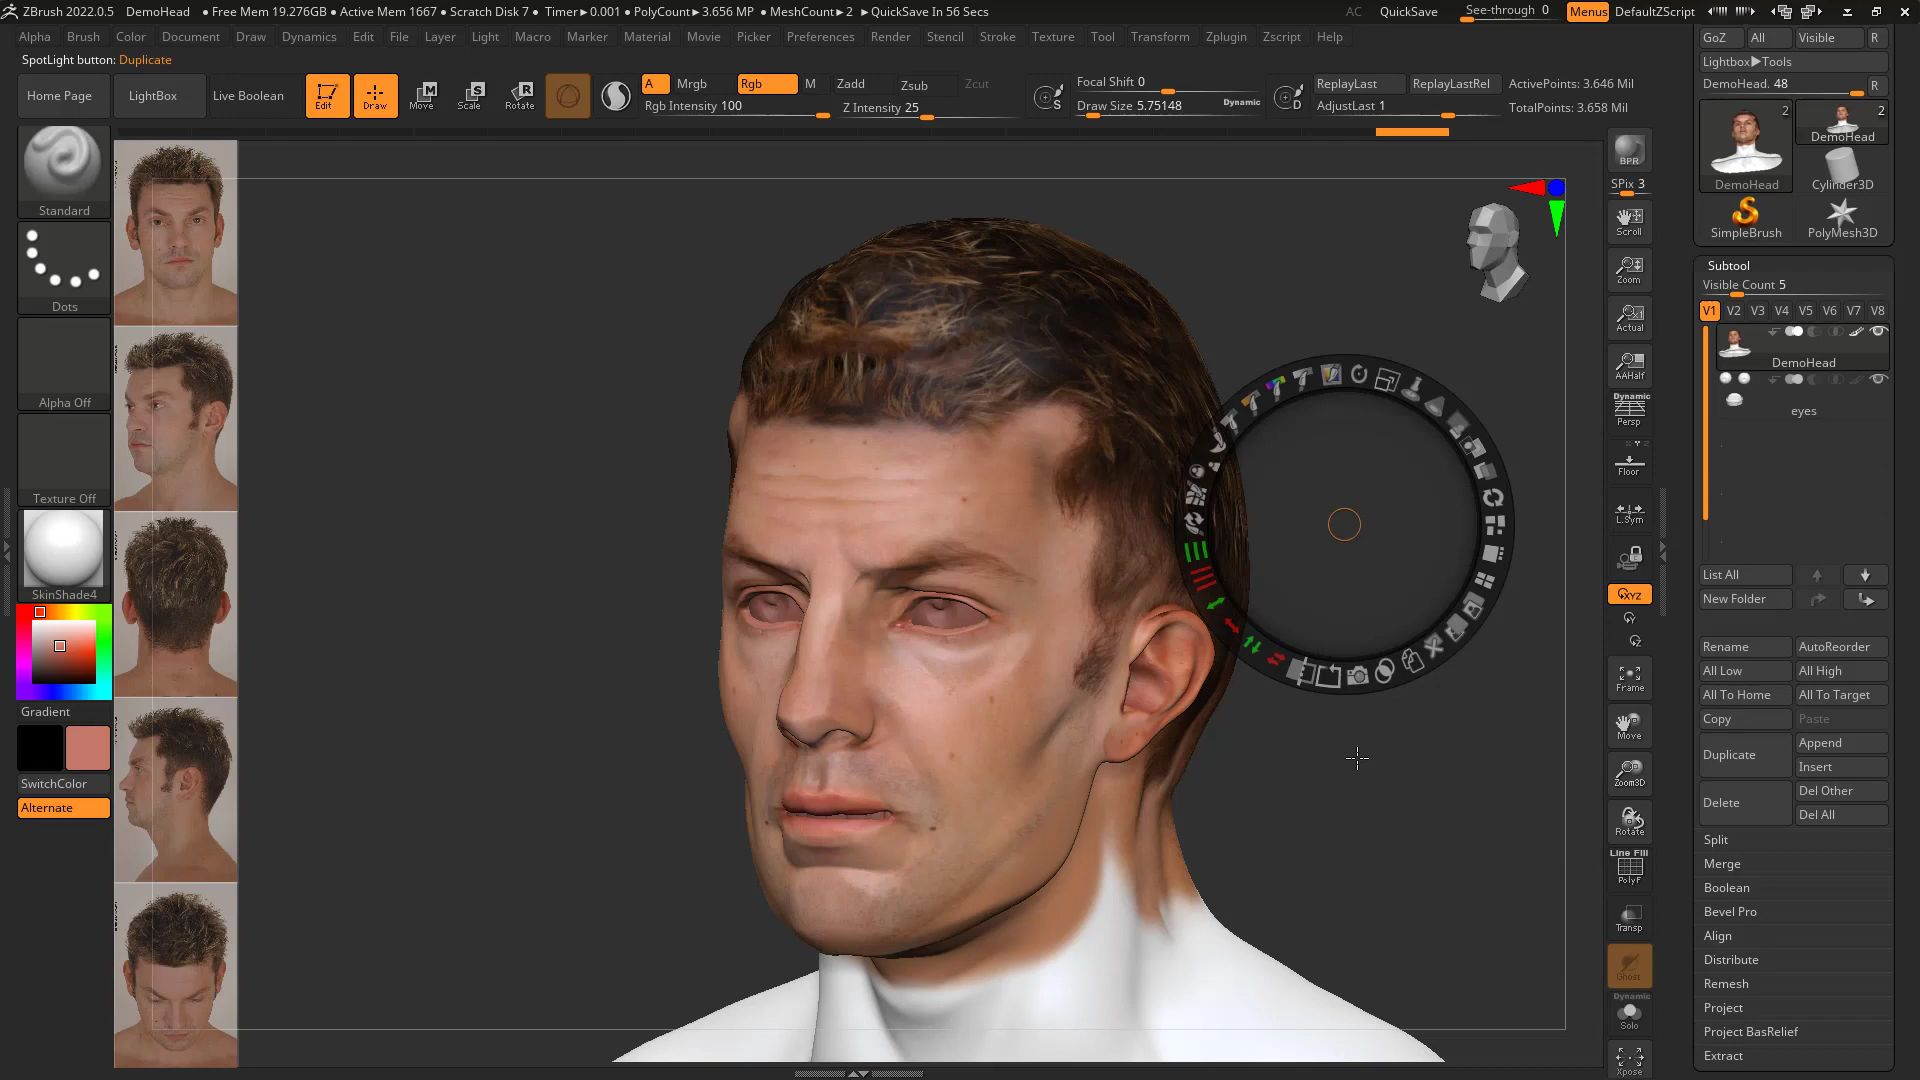 ZBrush 2022.0.5 DemoHead • Free Mem 19.276GB • Active Mem 1667 • Scratch Disk 7 • Timer▶0.001 • PolyCount▶3.656 MP • MeshCount▶2 ▶QuickSave In 56 Secs AC QuickSave See-through 0 Menus DefaultZScript
Alpha Brush Color Document Draw Dynamics Edit File Layer Light Macro Marker Material Movie Picker Preferences Render Stencil Stroke Texture Tool Transform Zplugin Zscript Help
SpotLight button: Duplicate
Home Page LightBox Live Boolean Edit Draw Move Scale Rotate
A Mrgb Rgb M Zadd Zsub Zcut
Rgb Intensity 100 Z Intensity 25
Focal Shift 0
Draw Size 5.75148 Dynamic
ReplayLast ReplayLastRel
AdjustLast 1
ActivePoints: 3.646 Mil
TotalPoints: 3.658 Mil
Standard
Dots
Alpha Off
Texture Off
SkinShade4
Gradient
SwitchColor
Alternate
BPR
SPix 3
Scroll
Zoom
Actual
AAHalf
Dynamic
Persp
Floor
L.Sym
XYZ
Frame
Move
Zoom3D
Rotate
Line Fill
PolyF
Transp
Ghost
Dynamic
Solo
Xpose
GoZ All Visible R
Lightbox▶Tools
DemoHead. 48 R
2 2
DemoHead
DemoHead Cylinder3D
SimpleBrush PolyMesh3D
Subtool
Visible Count 5
V1 V2 V3 V4 V5 V6 V7 V8
DemoHead
eyes
List All
New Folder
Rename AutoReorder
All Low All High
All To Home All To Target
Copy Paste
Duplicate Append
Insert
Delete Del Other
Del All
Split
Merge
Boolean
Bevel Pro
Align
Distribute
Remesh
Project
Project BasRelief
Extract